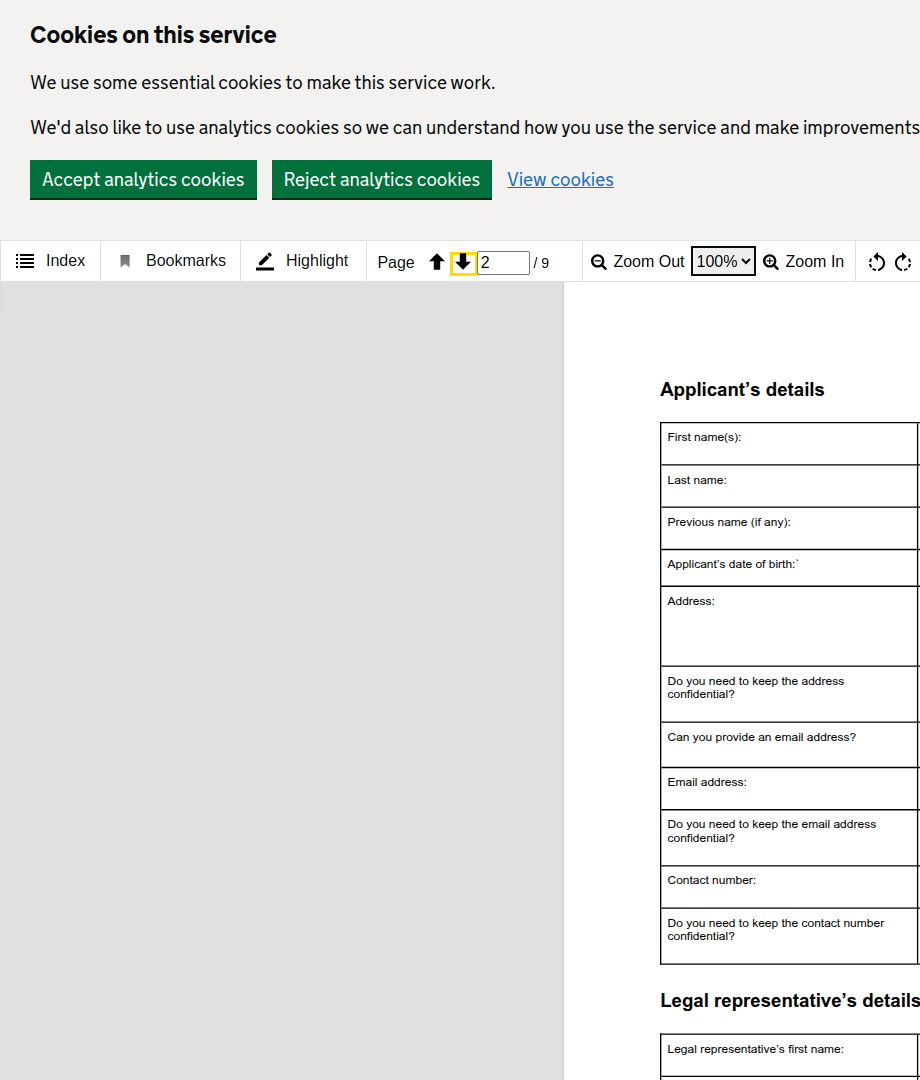 Cookies on this service
We use some essential cookies to make this service work.
We'd also like to use analytics cookies so we can understand how you use the service and make improvements
Accept analytics cookies Reject analytics cookies View cookies
Index Bookmarks Highlight Page 2 / 9 Zoom Out 100% Zoom In
Applicant’s details
First name(s):
Last name:
Previous name (if any):
Applicant’s date of birth:`
Address:
Do you need to keep the address
confidential?
Can you provide an email address?
Email address:
Do you need to keep the email address
confidential?
Contact number:
Do you need to keep the contact number
confidential?
Legal representative’s details
Legal representative’s first name: